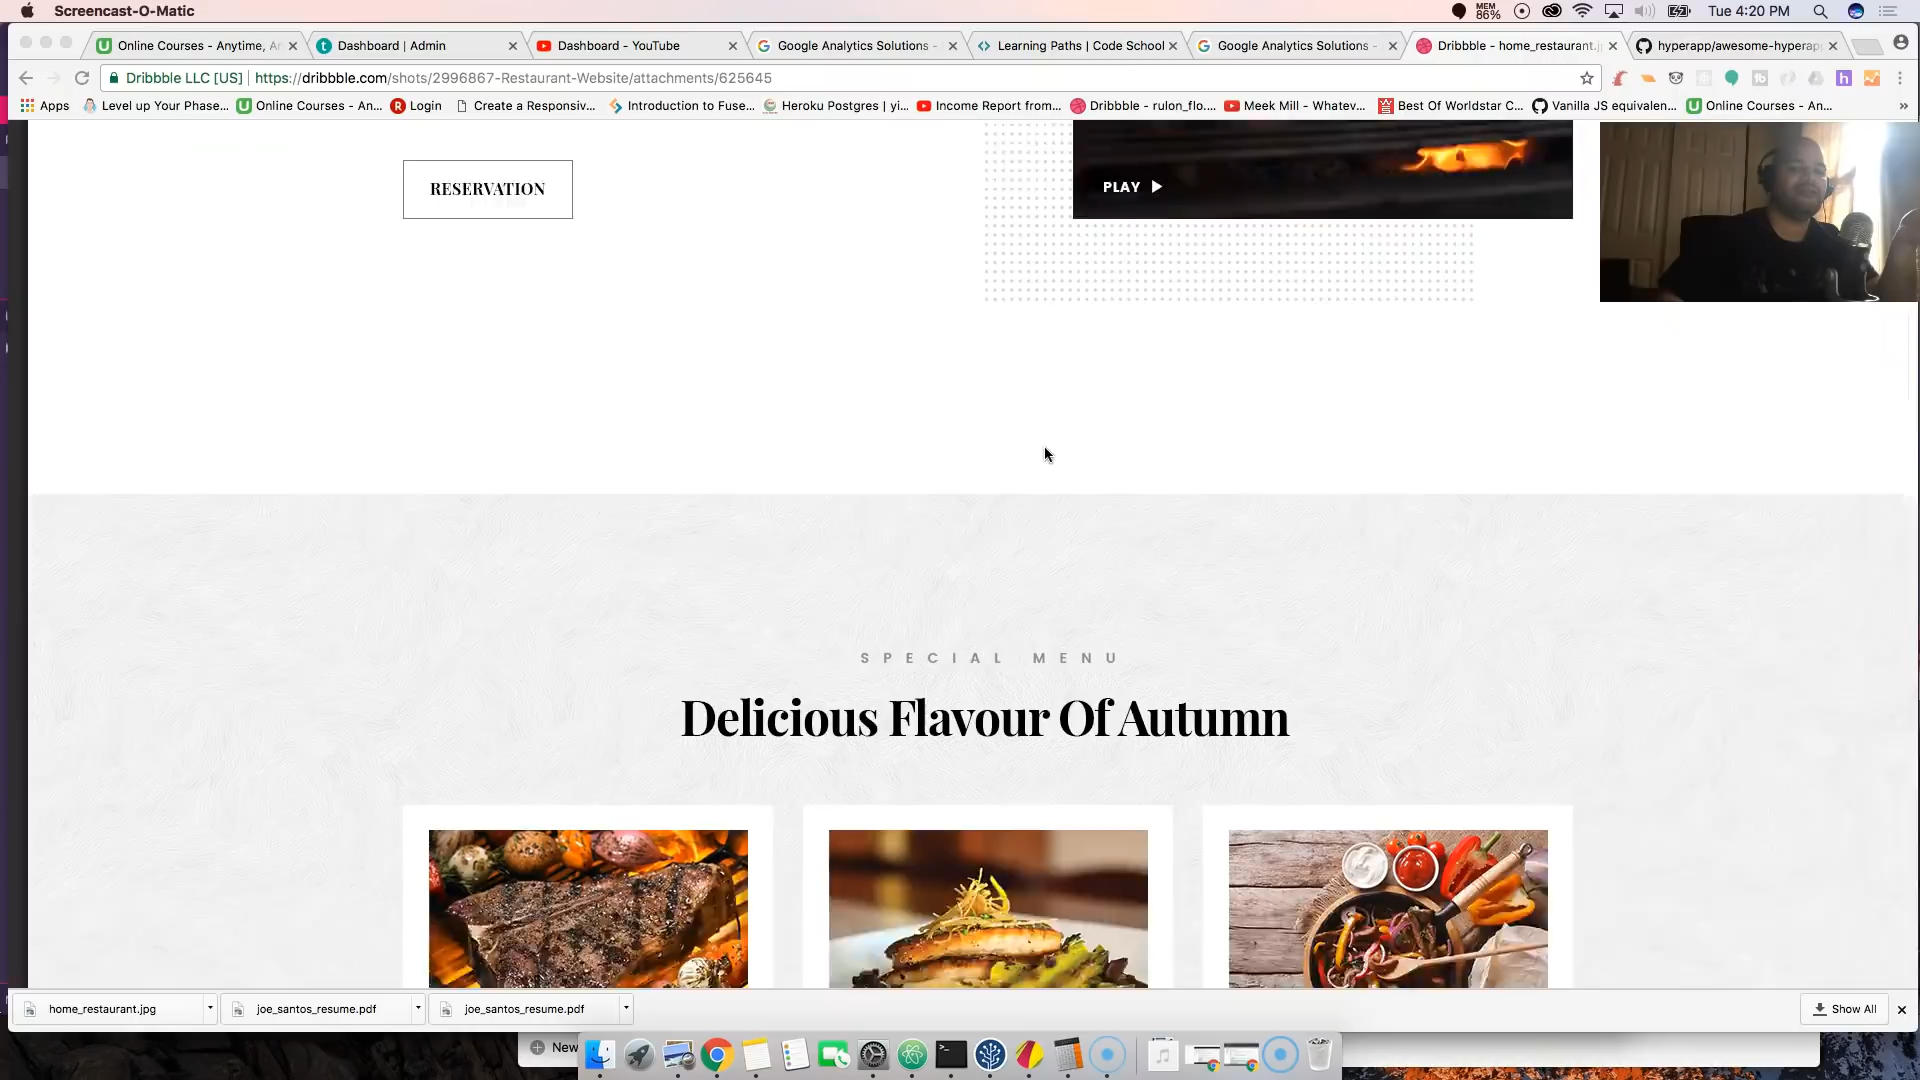 Screencast-O-Matic
MEM
86%
Tue 4:20 PM
Online Courses - Anytime, A
Dashboard | Admin
Dashboard - YouTube
Google Analytics Solutions -
Learning Paths | Code School
Google Analytics Solutions -
Dribbble - home_restaurant.j
hyperapp/awesome-hyperap
Dribbble LLC [US]
https://dribbble.com/shots/2996867-Restaurant-Website/attachments/625645
Apps
Level up Your Phase...
Online Courses - An...
Login
Create a Responsiv...
Introduction to Fuse...
Heroku Postgres | yi...
Income Report from...
Dribbble - rulon_flo....
Meek Mill - Whatev...
Best Of Worldstar C...
Vanilla JS equivalen...
Online Courses - An...
RESERVATION
PLAY
SPECIAL MENU
Delicious Flavour Of Autumn
home_restaurant.jpg
joe_santos_resume.pdf
joe_santos_resume.pdf
Show All
New